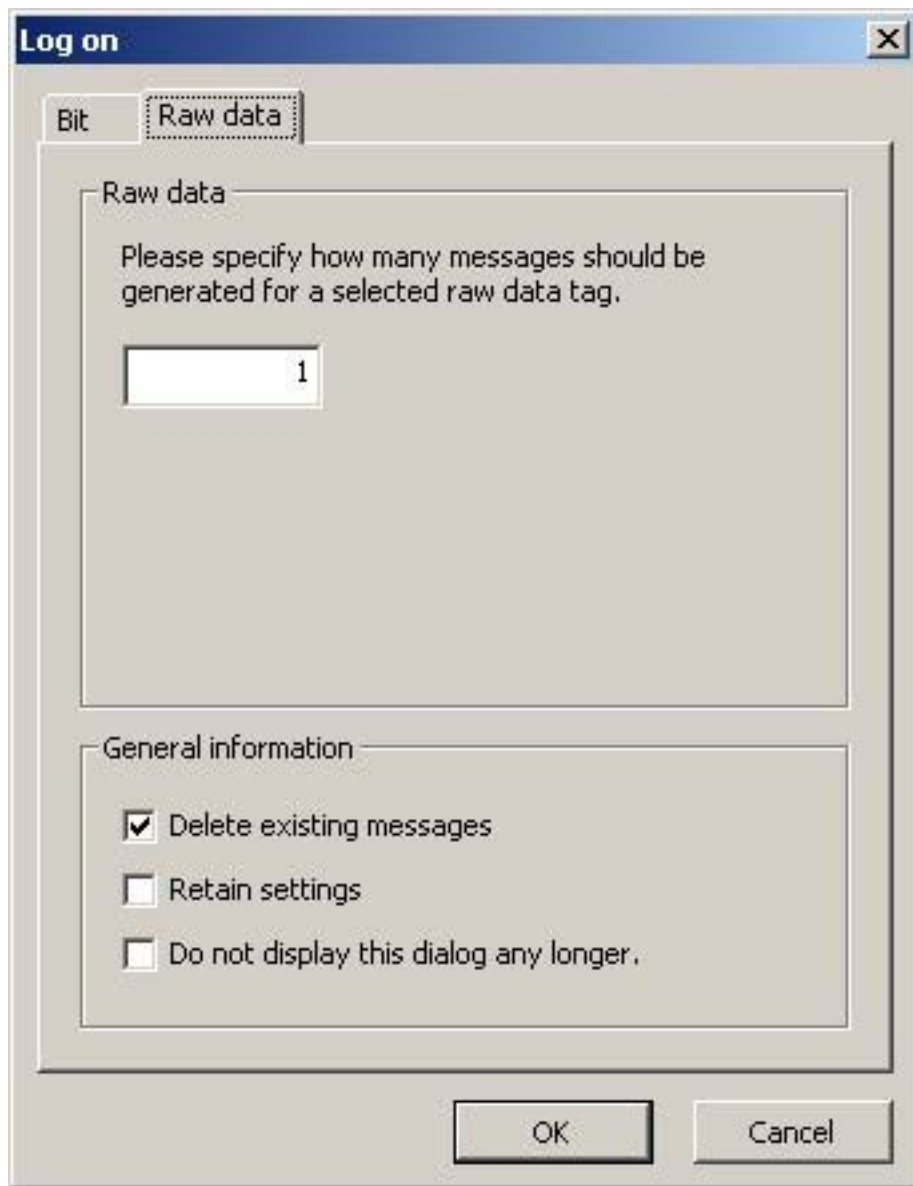 Log on
Bit
Raw data
Raw data
Please specify how many messages should be
generated for a selected raw data tag.
1
General information
Delete existing messages
Retain settings
Do not display this dialog any longer.
OK
Cancel